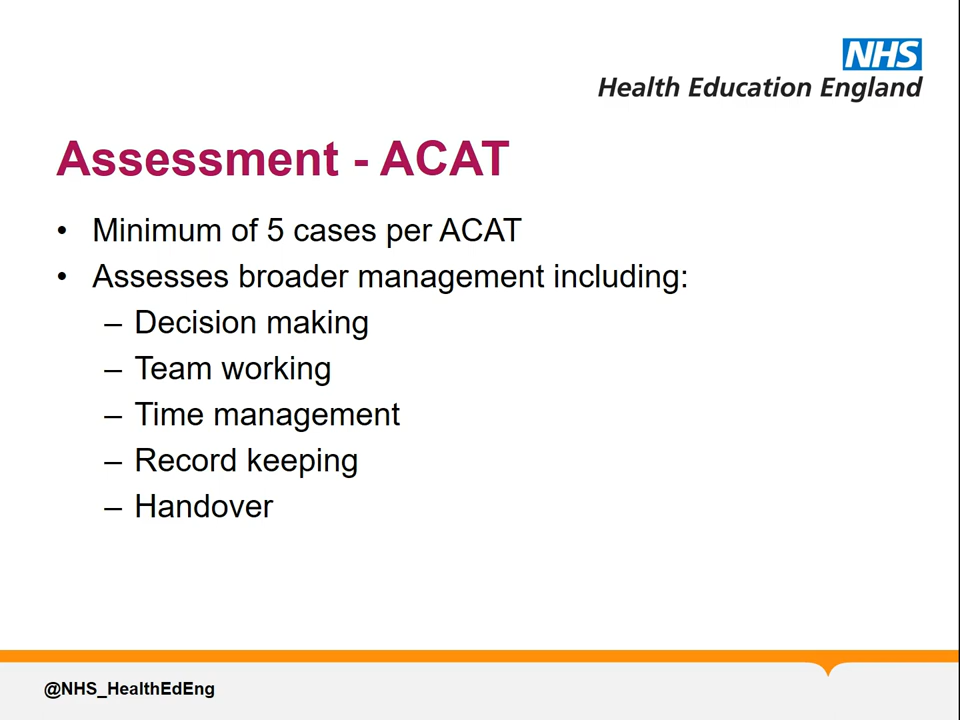 NHS
Health Education England
Assessment - ACAT
• Minimum of 5 cases per ACAT
• Assesses broader management including:
– Decision making
– Team working
– Time management
– Record keeping
– Handover
@NHS_HealthEdEng